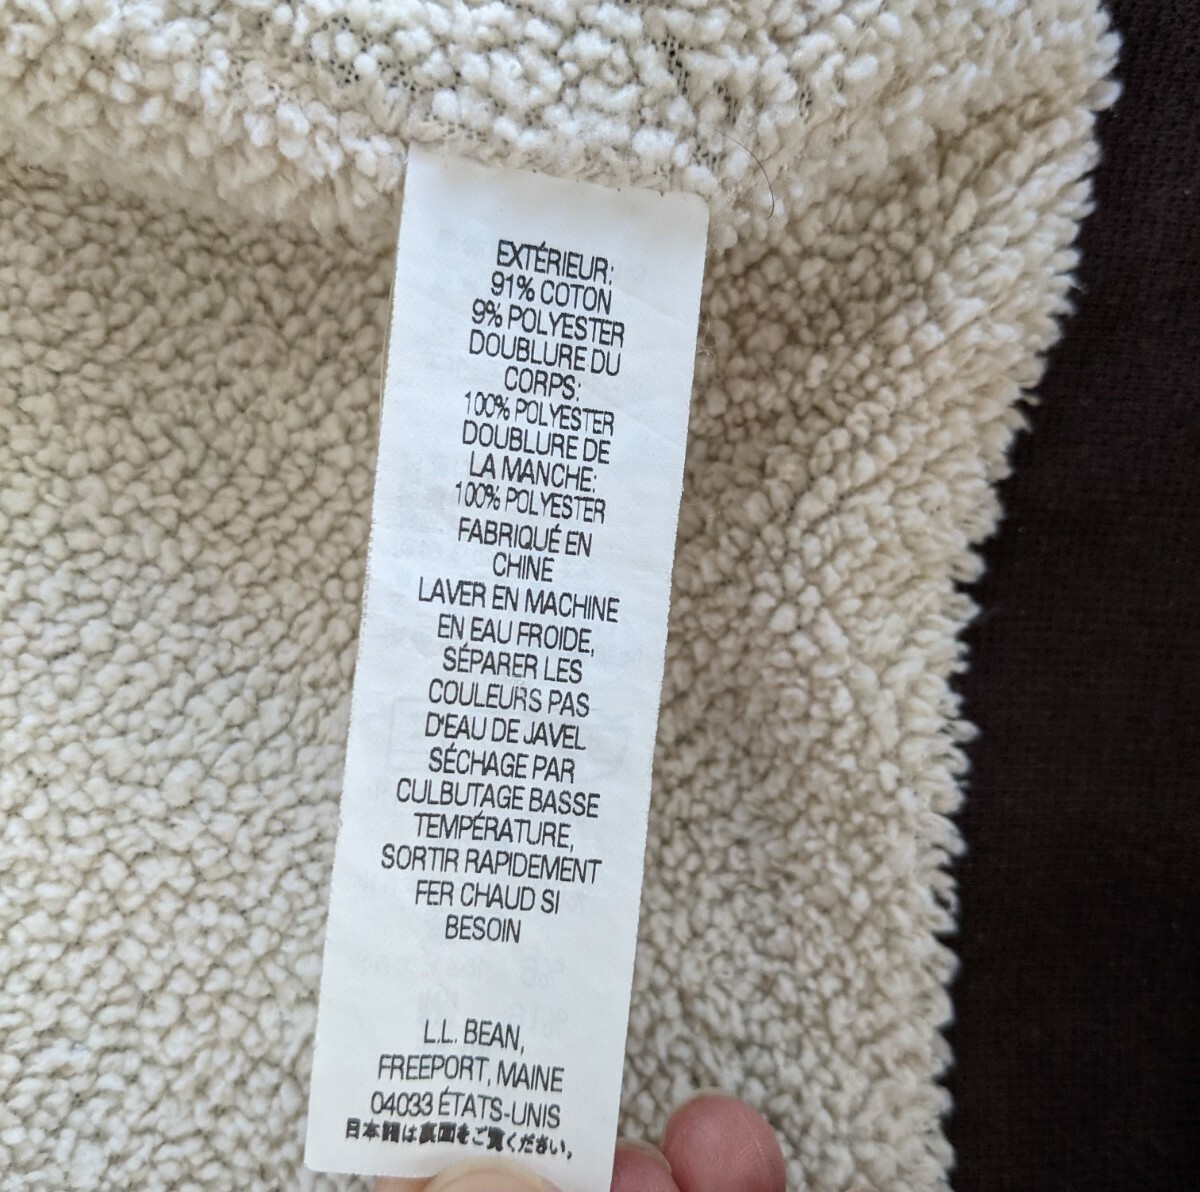 EXTÉRIEUR:
91% COTON
9% POLYESTER
DOUBLURE DU
CORPS:
100% POLYESTER
DOUBLURE DE
LA MANCHE:
100% POLYESTER
FABRIQUÉ EN
CHINE
LAVER EN MACHINE
EN EAU FROIDE,
SÉPARER LES
COULEURS PAS
D'EAU DE JAVEL
SÉCHAGE PAR
CULBUTAGE BASSE
TEMPÉRATURE,
SORTIR RAPIDEMENT
FER CHAUD SI
BESOIN
L.L. BEAN,
FREEPORT, MAINE
04033 ÉTATS-UNIS
日本語は裏面をご覧ください。